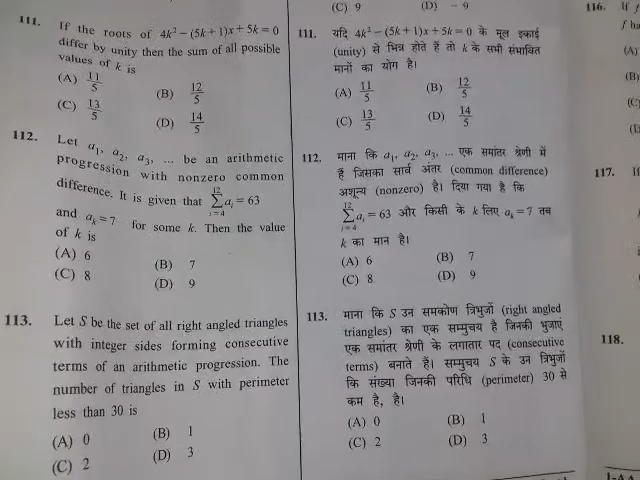 111. If the roots of 4k² − (5k + 1)x + 5k = 0
differ by unity then the sum of all possible
values of k is
(A) 11/5
(B) 12/5
(C) 13/5
(D) 14/5
112. Let a₁, a₂, a₃, ... be an arithmetic
progression with nonzero common
difference. It is given that ∑_{i=4}^{12} aᵢ = 63
and aₖ = 7 for some k. Then the value
of k is
(A) 6
(B) 7
(C) 8
(D) 9
113. Let S be the set of all right angled triangles
with integer sides forming consecutive
terms of an arithmetic progression. The
number of triangles in S with perimeter
less than 30 is
(A) 0
(B) 1
(C) 2
(D) 3
(C) 9
(D) − 9
111. यदि 4k² − (5k + 1)x + 5k = 0 के मूल इकाई
(unity) से भिन्न होते हैं तो k के सभी संभावित
मानों का योग है।
(A) 11/5
(B) 12/5
(C) 13/5
(D) 14/5
112. माना कि a₁, a₂, a₃, ... एक समांतर श्रेणी में
हैं जिसका सार्व अंतर (common difference)
अशून्य (nonzero) है। दिया गया है कि
∑_{i=4}^{12} aᵢ = 63 और किसी के k लिए aₖ = 7 तब
k का मान है।
(A) 6
(B) 7
(C) 8
(D) 9
113. माना कि S उन समकोण त्रिभुजों (right angled
triangles) का एक सम्मुचय है जिनकी भुजाएं
एक समांतर श्रेणी के लगातार पद (consecutive
terms) बनाते हैं। सम्मुचय S के उन त्रिभुजों
कि संख्या जिनकी परिधि (perimeter) 30 से
कम है, है।
(A) 0
(B) 1
(C) 2
(D) 3
116. If f
f ha
(A)
(B)
(C)
117. If
118.